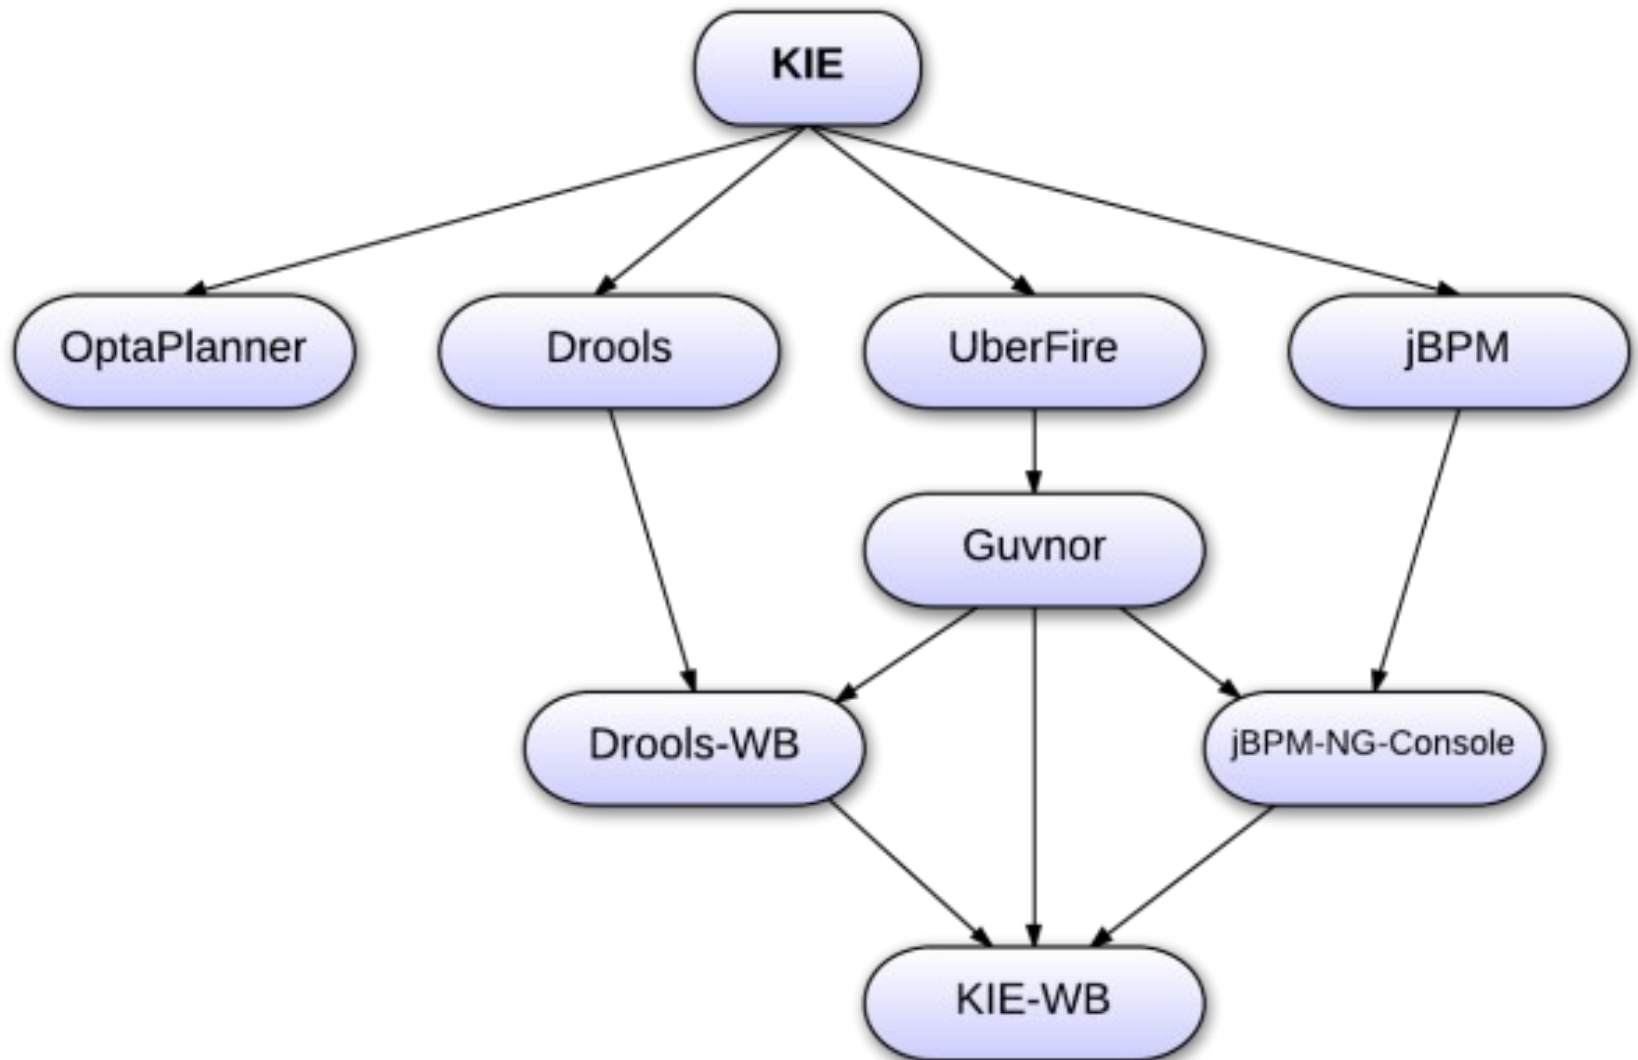 KIE
OptaPlanner
Drools
UberFire
jBPM
Guvnor
Drools-WB
jBPM-NG-Console
KIE-WB